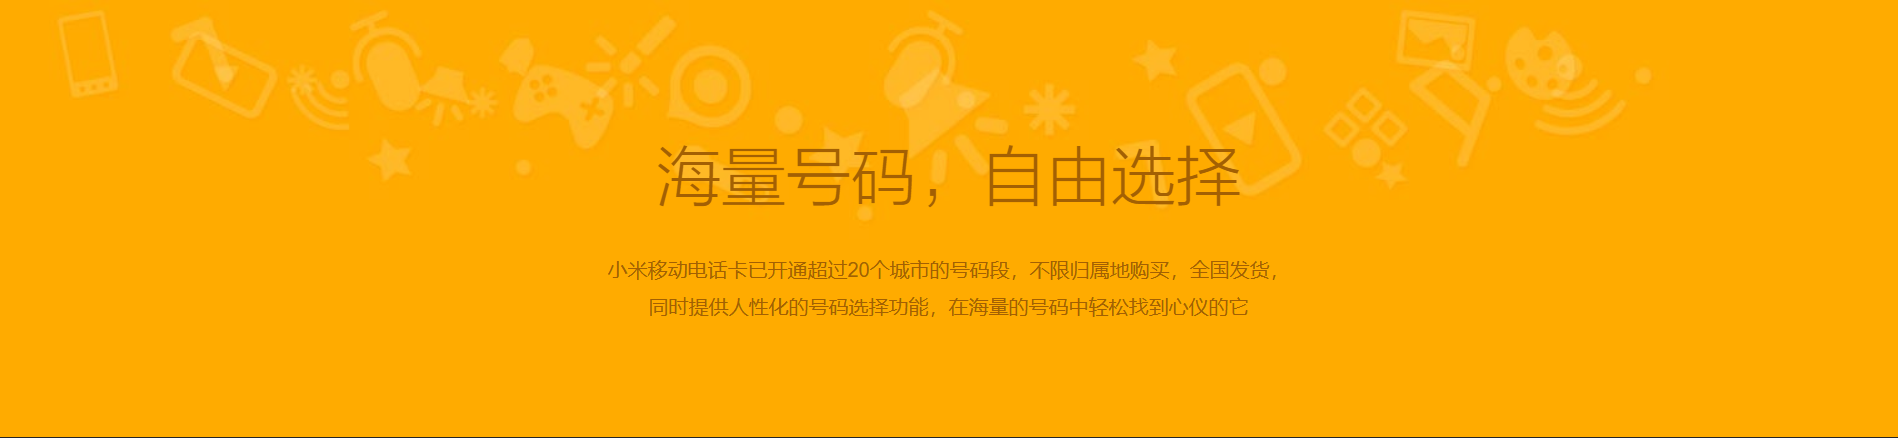 海量号码，自由选择
小米移动电话卡已开通超过20个城市的号码段，不限归属地购买，全国发货，
同时提供人性化的号码选择功能，在海量的号码中轻松找到心仪的它